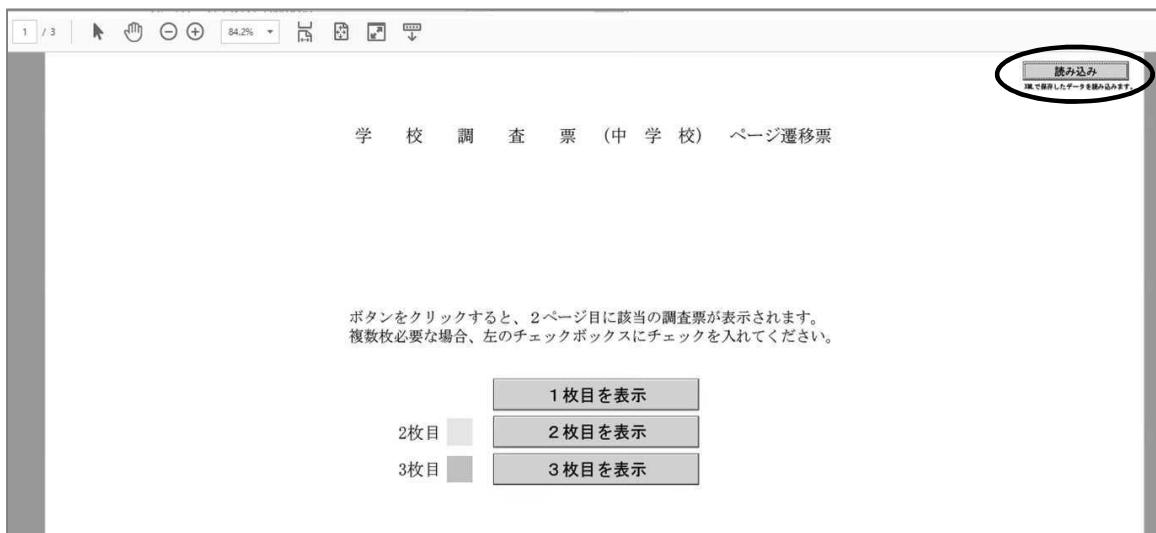 1 / 3 84.2%
読み込み
XMLで保存したデータを読み込みます。
学校調査票(中学校) ページ遷移票
ボタンをクリックすると、２ページ目に該当の調査票が表示されます。
複数枚必要な場合、左のチェックボックスにチェックを入れてください。
１枚目を表示
2枚目 ２枚目を表示
3枚目 ３枚目を表示